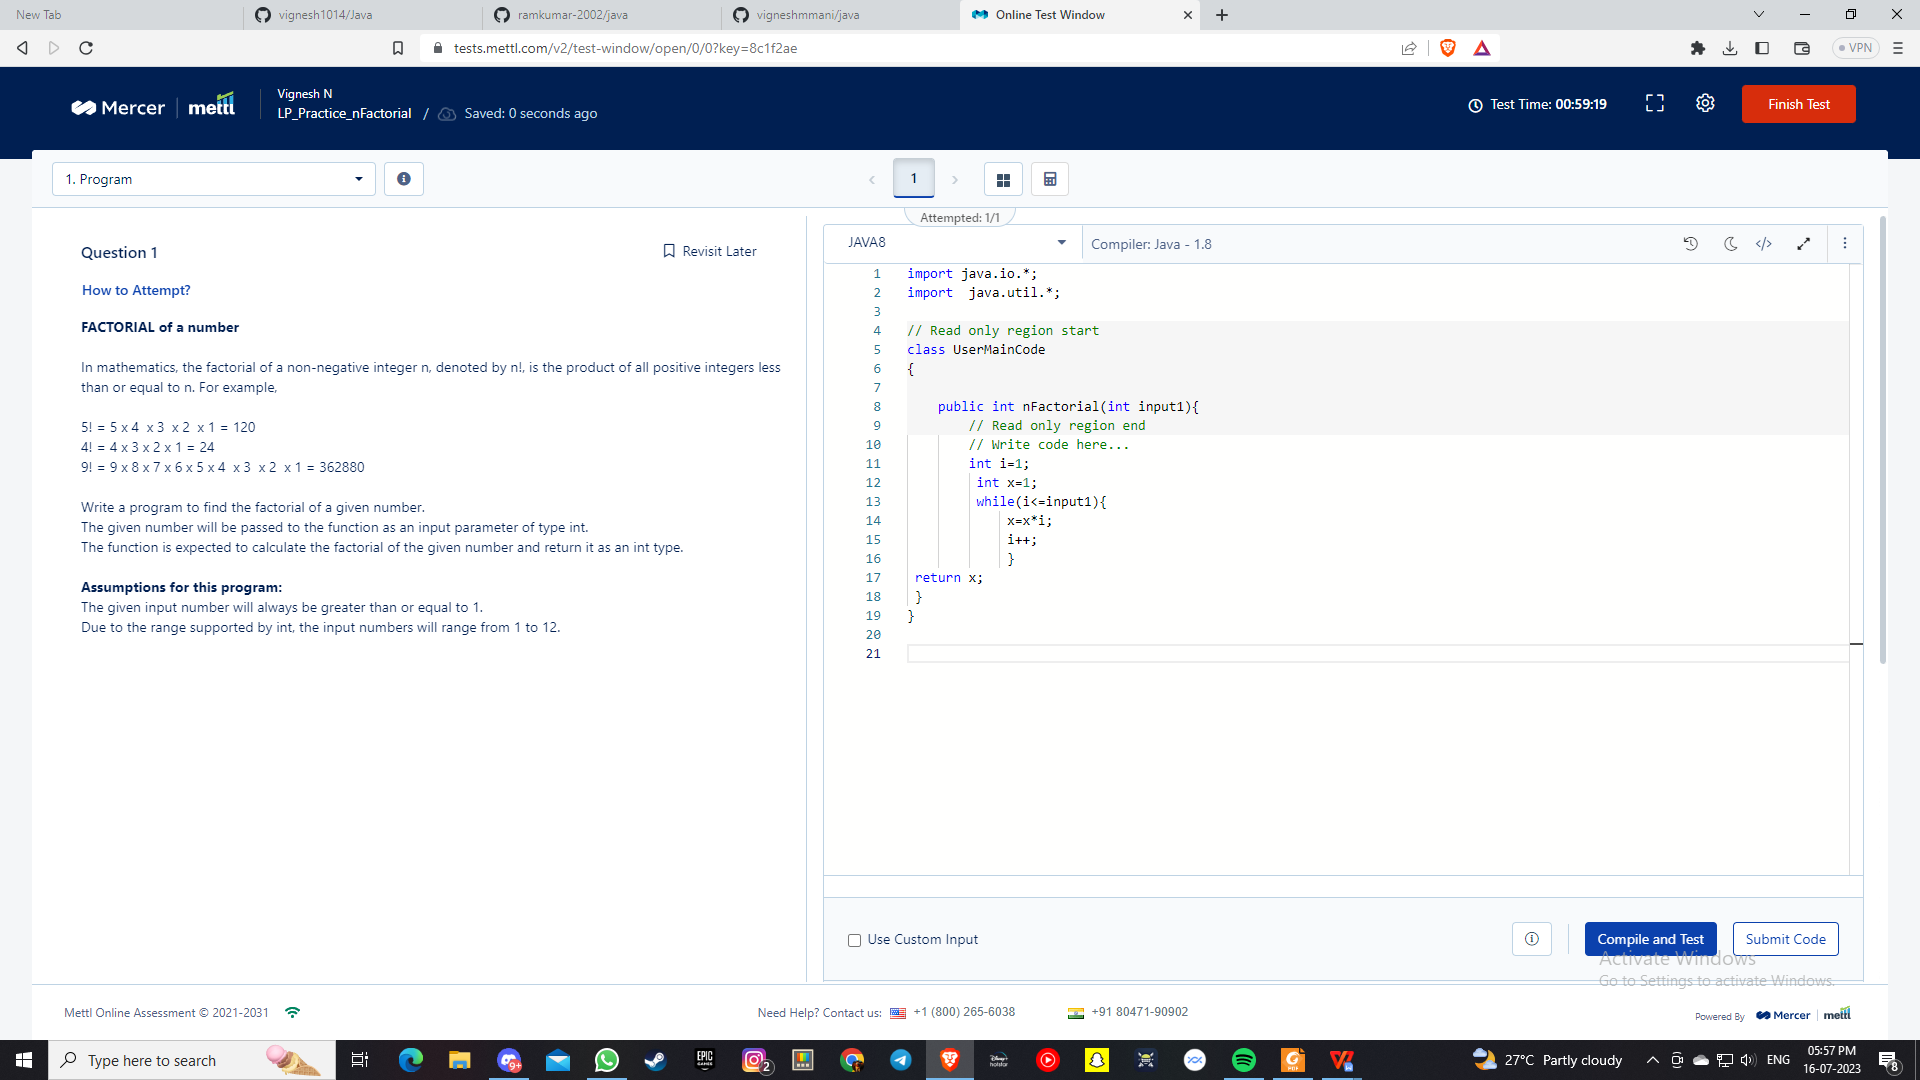 New Tab
vignesh1014/Java
ramkumar-2002/java
vigneshmmani/java
Online Test Window
tests.mettl.com/v2/test-window/open/0/0?key=8c1f2ae
VPN
Mercer | mettl
Vignesh N
LP_Practice_nFactorial / Saved: 0 seconds ago
Test Time: 00:59:19
Finish Test
1. Program
1
Attempted: 1/1
Question 1
Revisit Later
How to Attempt?
FACTORIAL of a number
In mathematics, the factorial of a non-negative integer n, denoted by n!, is the product of all positive integers less
than or equal to n. For example,
5! = 5 x 4  x 3  x 2  x 1 = 120
4! = 4 x 3 x 2 x 1 = 24
9! = 9 x 8 x 7 x 6 x 5 x 4  x 3  x 2  x 1 = 362880
Write a program to find the factorial of a given number.
The given number will be passed to the function as an input parameter of type int.
The function is expected to calculate the factorial of the given number and return it as an int type.
Assumptions for this program:
The given input number will always be greater than or equal to 1.
Due to the range supported by int, the input numbers will range from 1 to 12.
JAVA8
Compiler: Java - 1.8
1 import java.io.*;
2 import  java.util.*;
3
4 // Read only region start
5 class UserMainCode
6 {
7
8     public int nFactorial(int input1){
9         // Read only region end
10         // Write code here...
11         int i=1;
12          int x=1;
13          while(i<=input1){
14              x=x*i;
15              i++;
16              }
17  return x;
18  }
19 }
20
21
Use Custom Input
Compile and Test
Submit Code
Activate Windows
Go to Settings to activate Windows.
Mettl Online Assessment © 2021-2031
Need Help? Contact us: +1 (800) 265-6038
+91 80471-90902
Powered By Mercer | mettl
Type here to search
9+
EPIC GAMES
2
Disney+ hotstar
PDF
27°C Partly cloudy
ENG
05:57 PM
16-07-2023
8